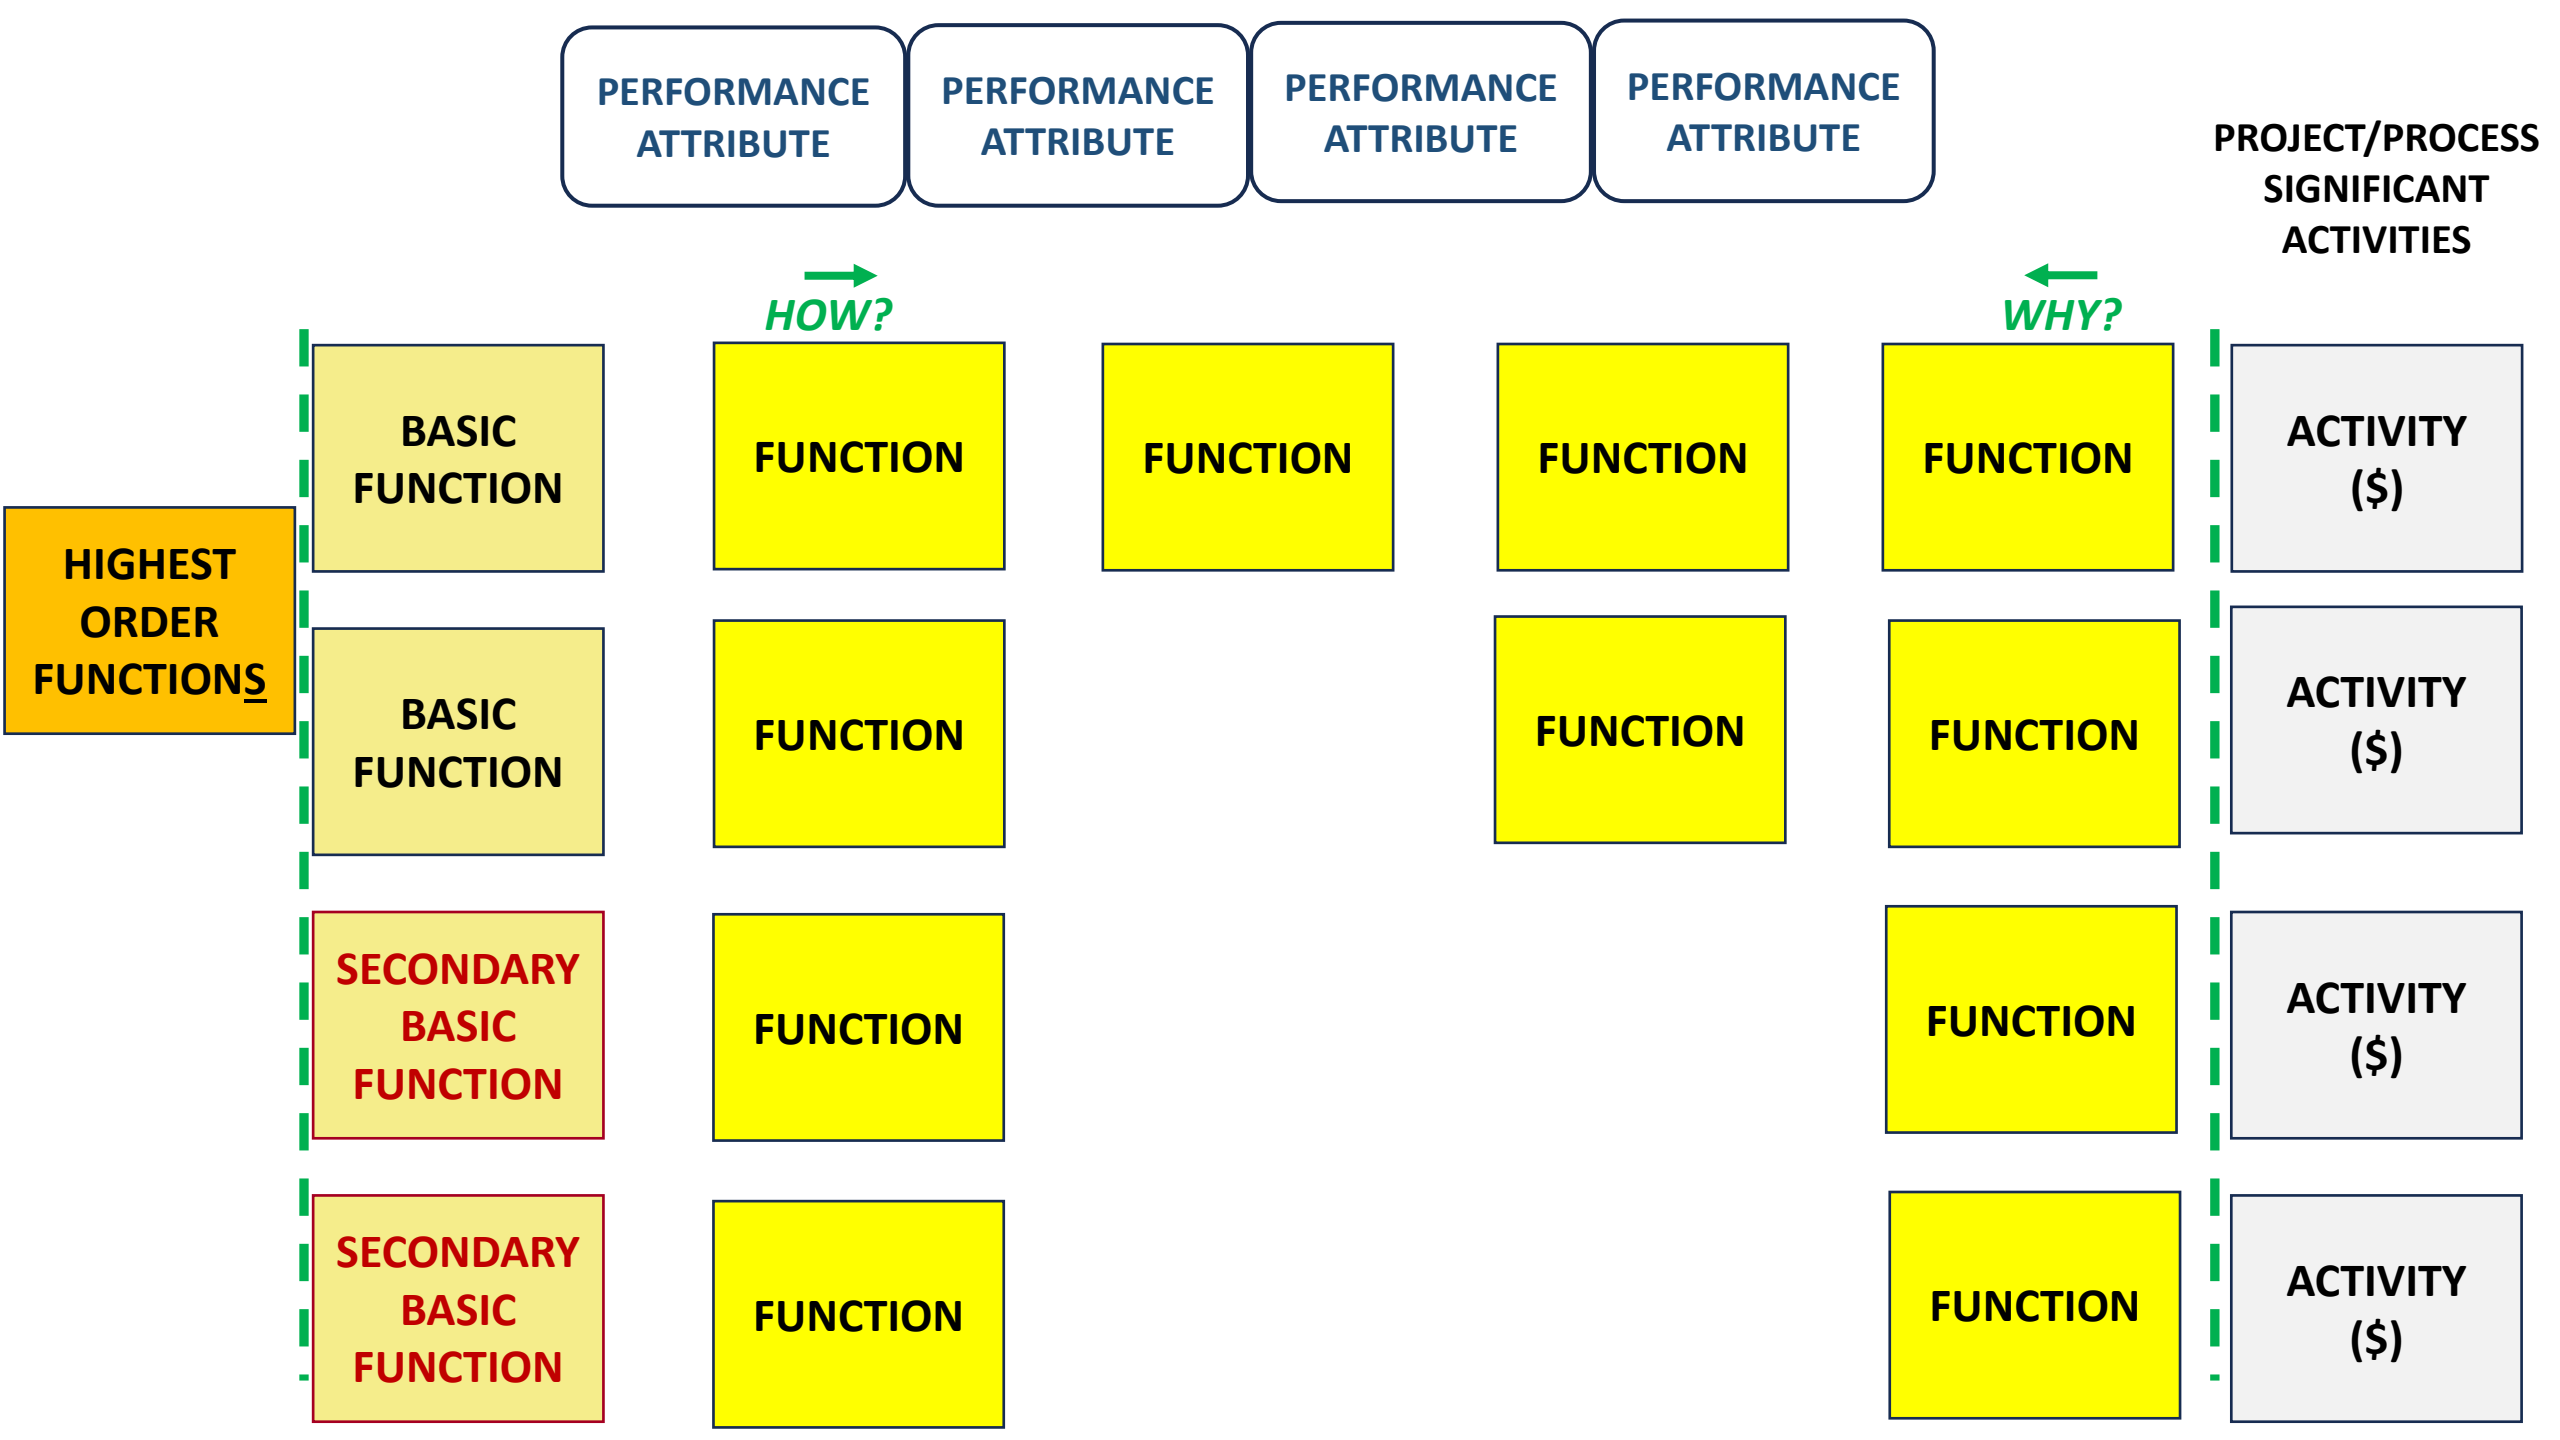 PERFORMANCE
ATTRIBUTE
PERFORMANCE
ATTRIBUTE
PERFORMANCE
ATTRIBUTE
PERFORMANCE
ATTRIBUTE
PROJECT/PROCESS
SIGNIFICANT
ACTIVITIES
HOW?
WHY?
HIGHEST
ORDER
FUNCTIONS
BASIC
FUNCTION
FUNCTION
FUNCTION
FUNCTION
FUNCTION
ACTIVITY
($)
BASIC
FUNCTION
FUNCTION
FUNCTION
FUNCTION
ACTIVITY
($)
SECONDARY
BASIC
FUNCTION
FUNCTION
FUNCTION
ACTIVITY
($)
SECONDARY
BASIC
FUNCTION
FUNCTION
FUNCTION
ACTIVITY
($)